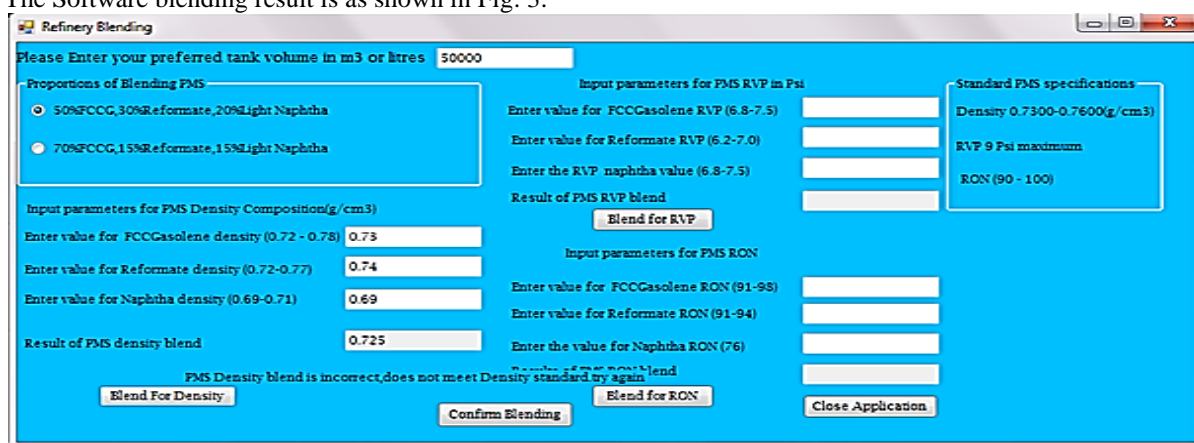 The Software blending result is as shown in Fig. 3.
Refinery Blending
Please Enter your preferred tank volume in m3 or litres 50000
Proportions of Blending PMS
50%FCCG,30%Reformate,20%Light Naphtha
70%FCCG,15%Reformate,15%Light Naphtha
Input parameters for PMS Density Composition(g/cm3)
Enter value for FCCGasolene density (0.72 - 0.78) 0.73
Enter value for Reformate density (0.72-0.77) 0.74
Enter value for Naphtha density (0.69-0.71) 0.69
Result of PMS density blend 0.725
PMS Density blend is incorrect,does not meet Density standard.try again
Blend For Density
Input parameters for PMS RVP in Psi
Enter value for FCCGasolene RVP (6.8-7.5)
Enter value for Reformate RVP (6.2-7.0)
Enter the RVP naphtha value (6.8-7.5)
Result of PMS RVP blend
Blend for RVP
Input parameters for PMS RON
Enter value for FCCGasolene RON (91-98)
Enter value for Reformate RON (91-94)
Enter the value for Naphtha RON (76)
blend
Blend for RON
Confirm Blending
Close Application
Standard PMS specifications
Density 0.7300-0.7600(g/cm3)
RVP 9 Psi maximum
RON (90 - 100)